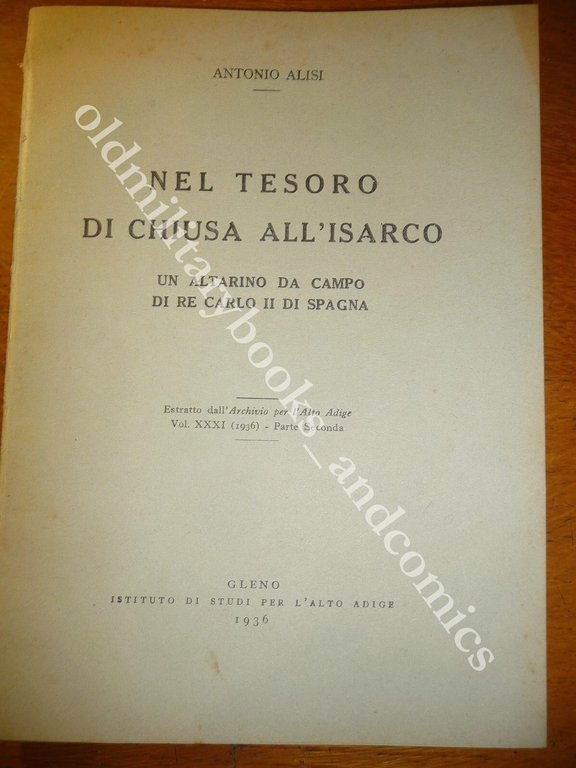 ANTONIO ALISI
NEL TESORO
DI CHIUSA ALL'ISARCO
UN ALTARINO DA CAMPO
DI RE CARLO II DI SPAGNA
Estratto dall'Archivio per l'Alto Adige
Vol. XXXI (1936) - Parte Seconda
GLENO
ISTITUTO DI STUDI PER L'ALTO ADIGE
1936
oldmilitarybooks_andcomics